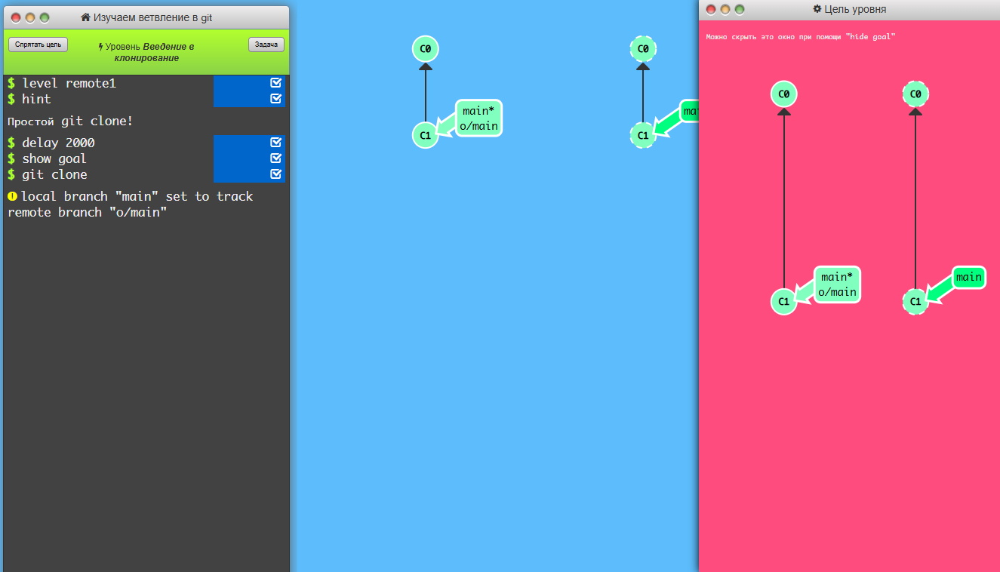 Изучаем ветвление в git
Спрятать цель
Уровень Введение в
клонирование
Задача
$ level remote1
$ hint
Простой git clone!
$ delay 2000
$ show goal
$ git clone
local branch "main" set to track
remote branch "o/main"
C0
main*
o/main
C1
C0
mai
C1
Цель уровня
Можно скрыть это окно при помощи "hide goal"
C0
main*
o/main
C1
C0
main
C1